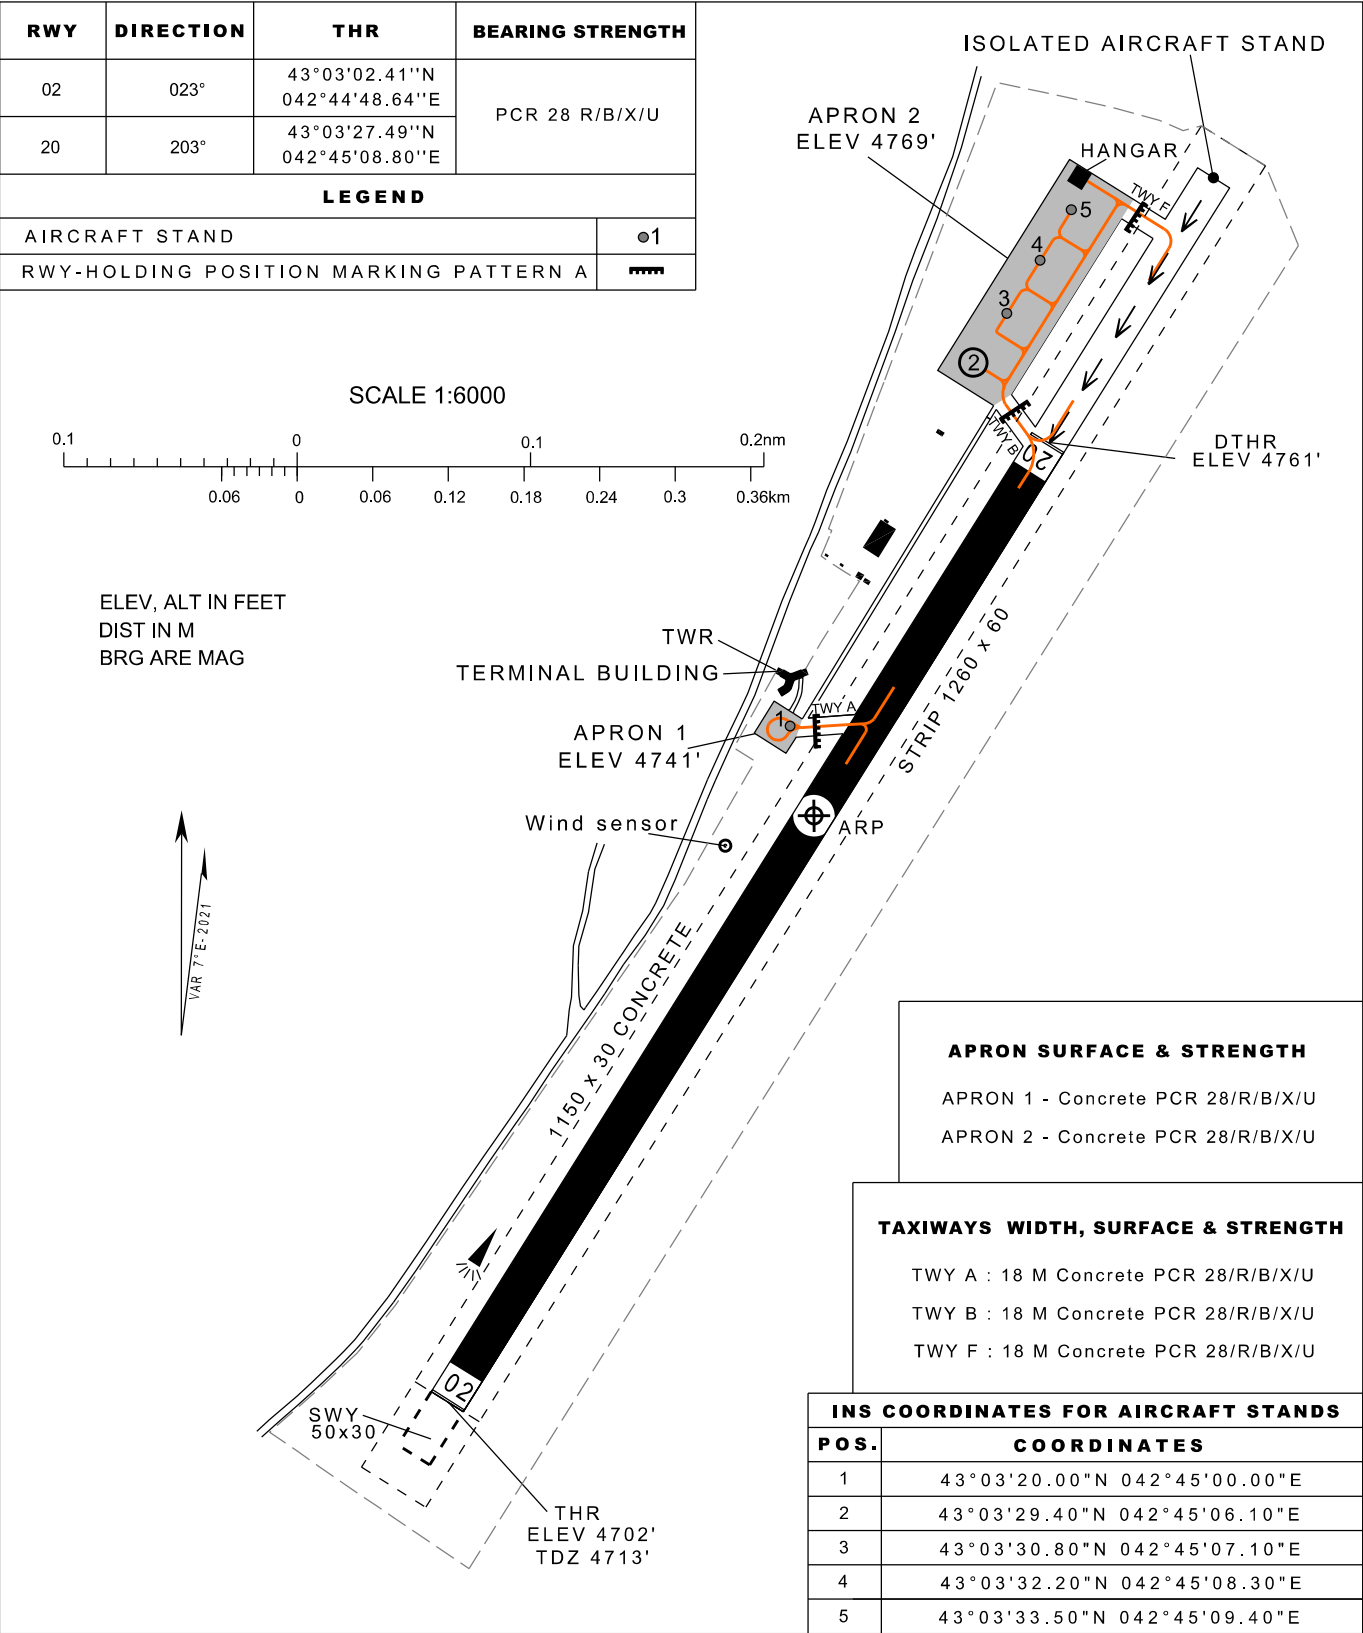 RWY DIRECTION THR BEARING STRENGTH
02 023° 43°03'02.41''N 042°44'48.64''E PCR 28 R/B/X/U
20 203° 43°03'27.49''N 042°45'08.80''E
LEGEND
AIRCRAFT STAND 1
RWY-HOLDING POSITION MARKING PATTERN A
ISOLATED AIRCRAFT STAND
APRON 2
ELEV 4769'
HANGAR
TWY F
5
4
3
2
TWY B
20
DTHR
ELEV 4761'
SCALE 1:6000
0.1 0 0.1 0.2nm
0.06 0 0.06 0.12 0.18 0.24 0.3 0.36km
ELEV, ALT IN FEET
DIST IN M
BRG ARE MAG
TWR
TERMINAL BUILDING
STRIP 1260 x 60
1
TWY A
APRON 1
ELEV 4741'
Wind sensor
ARP
VAR 7°E-2021
1150 x 30 CONCRETE
02
SWY
50x30
THR
ELEV 4702'
TDZ 4713'
APRON SURFACE & STRENGTH
APRON 1 - Concrete PCR 28/R/B/X/U
APRON 2 - Concrete PCR 28/R/B/X/U
TAXIWAYS WIDTH, SURFACE & STRENGTH
TWY A : 18 M Concrete PCR 28/R/B/X/U
TWY B : 18 M Concrete PCR 28/R/B/X/U
TWY F : 18 M Concrete PCR 28/R/B/X/U
INS COORDINATES FOR AIRCRAFT STANDS
POS. COORDINATES
1 43°03'20.00"N 042°45'00.00"E
2 43°03'29.40"N 042°45'06.10"E
3 43°03'30.80"N 042°45'07.10"E
4 43°03'32.20"N 042°45'08.30"E
5 43°03'33.50"N 042°45'09.40"E